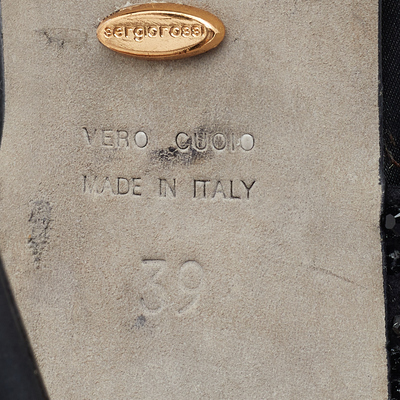 sergiorossi
VERO CUOIO
MADE IN ITALY
39